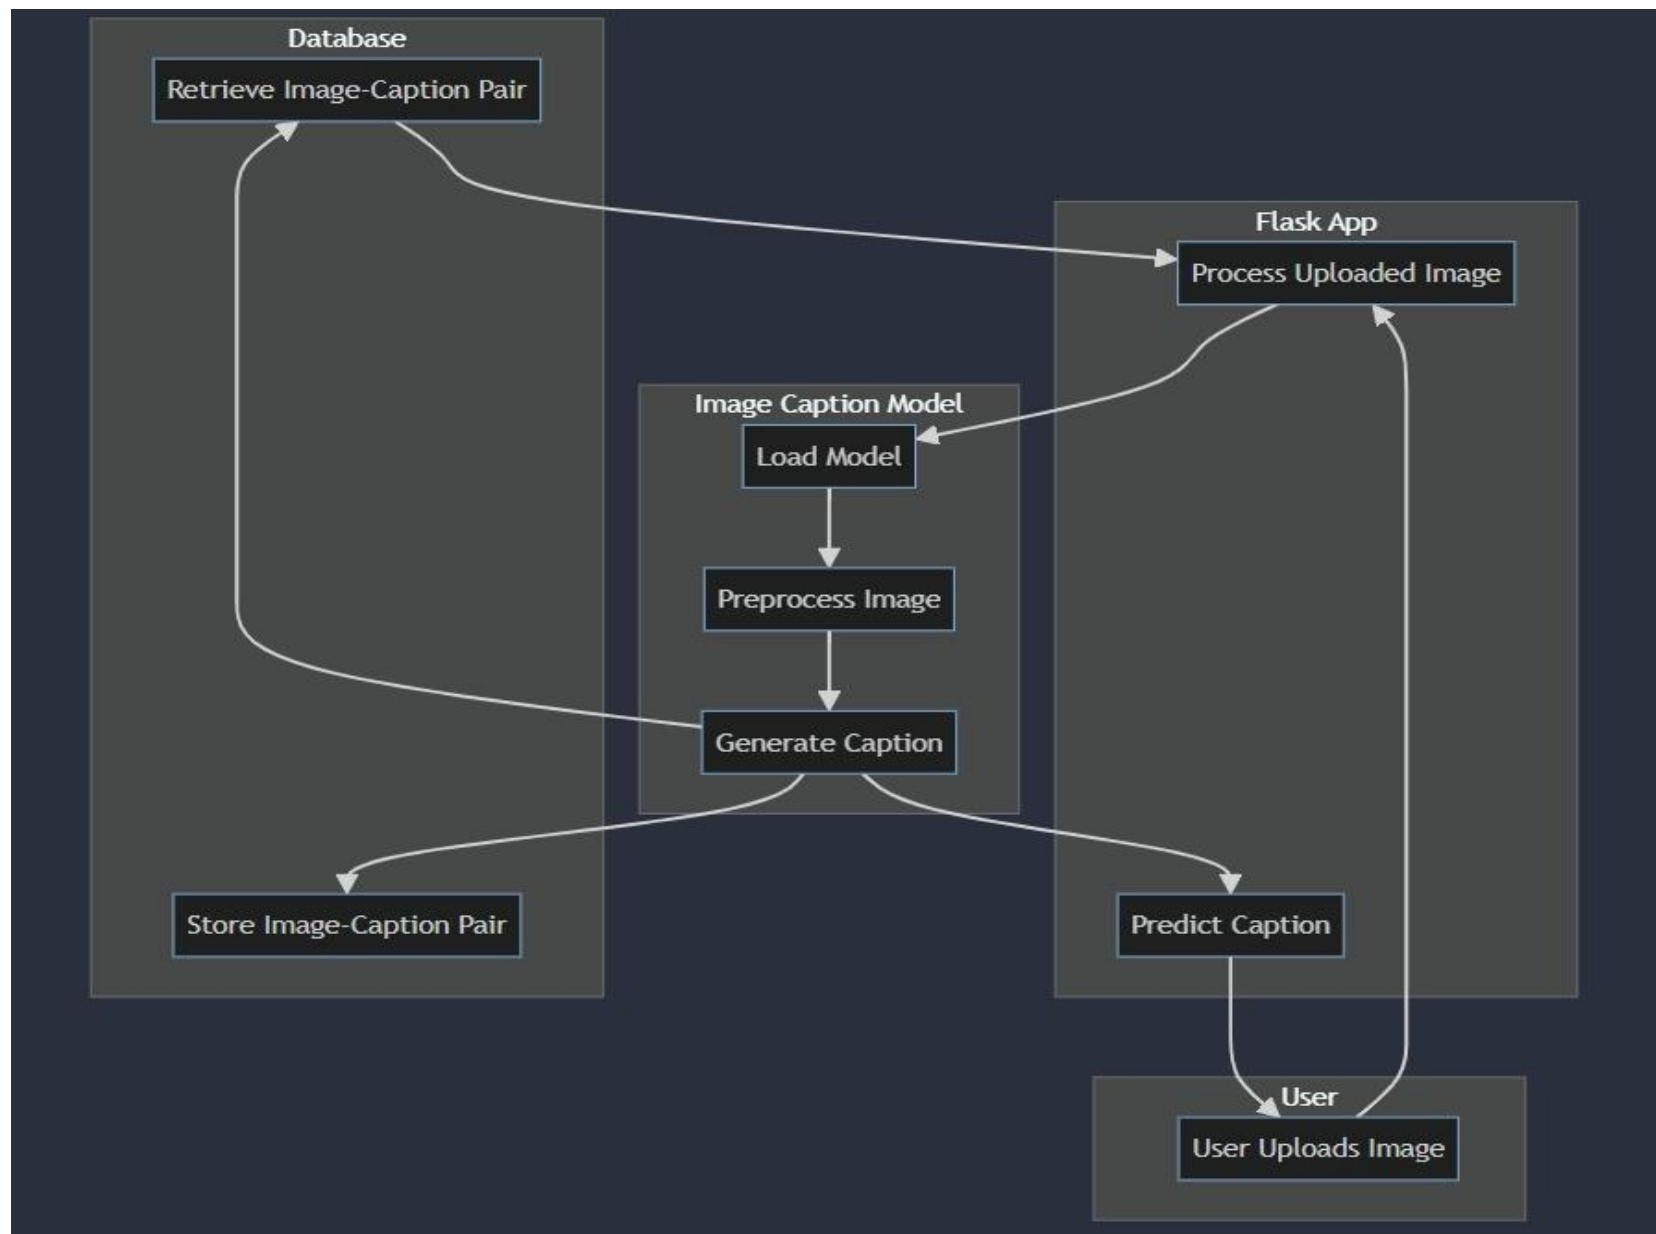 Database
Retrieve Image-Caption Pair
Flask App
Process Uploaded Image
Image Caption Model
Load Model
Preprocess Image
Generate Caption
Store Image-Caption Pair
Predict Caption
User
User Uploads Image